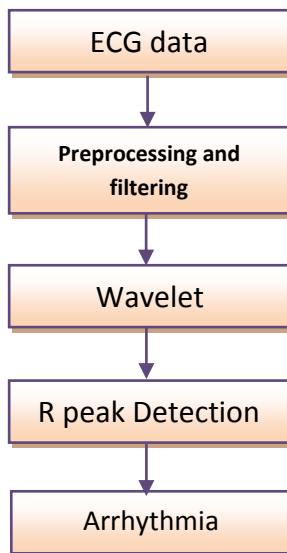 ECG data
Preprocessing and
filtering
Wavelet
R peak Detection
Arrhythmia